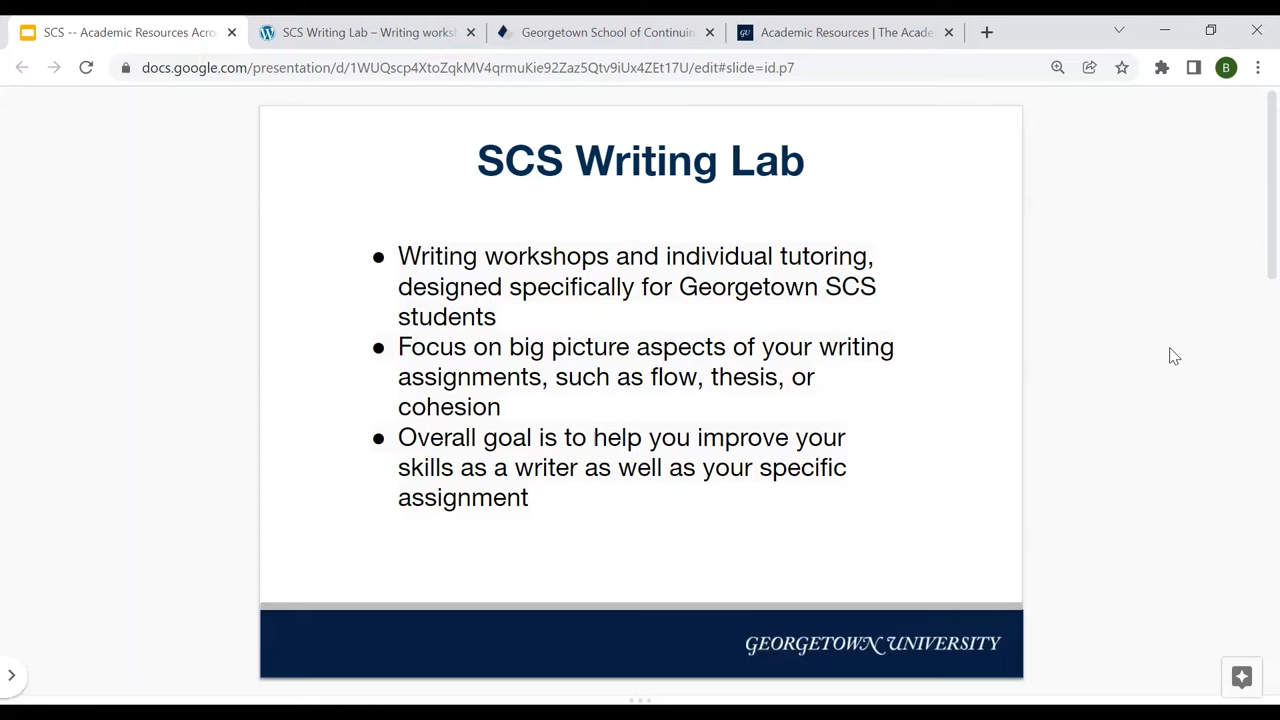 SCS -- Academic Resources Acro
SCS Writing Lab – Writing worksh
Georgetown School of Continuin
Academic Resources | The Acade
docs.google.com/presentation/d/1WUQscp4XtoZqkMV4qrmuKie92Zaz5Qtv9iUx4ZEt17U/edit#slide=id.p7
B
SCS Writing Lab
● Writing workshops and individual tutoring,
designed specifically for Georgetown SCS
students
● Focus on big picture aspects of your writing
assignments, such as flow, thesis, or
cohesion
● Overall goal is to help you improve your
skills as a writer as well as your specific
assignment
GEORGETOWN UNIVERSITY